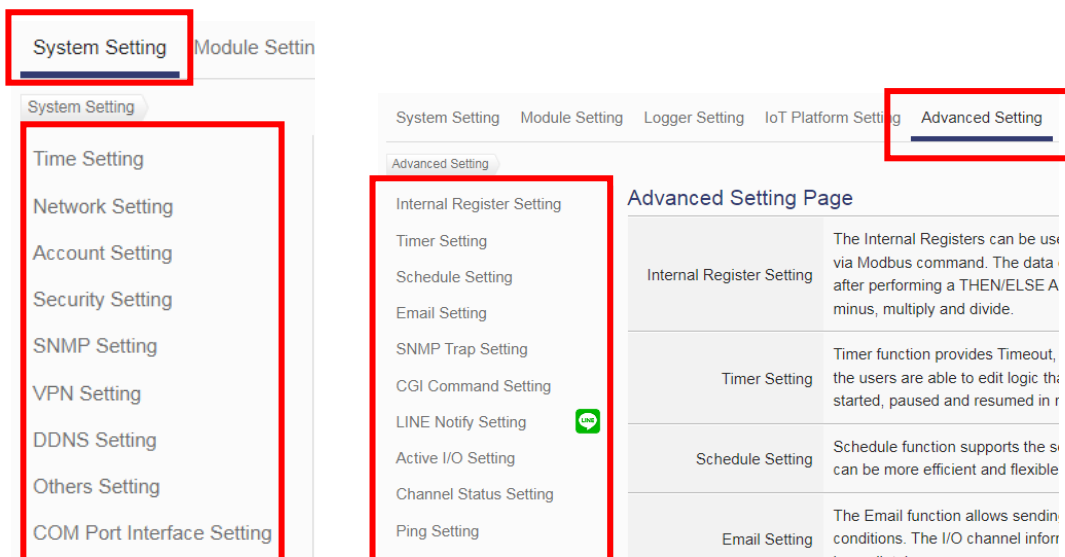 System Setting Module Settin
System Setting
Time Setting
Network Setting
Account Setting
Security Setting
SNMP Setting
VPN Setting
DDNS Setting
Others Setting
COM Port Interface Setting
System Setting Module Setting Logger Setting IoT Platform Setting Advanced Setting
Advanced Setting
Internal Register Setting
Timer Setting
Schedule Setting
Email Setting
SNMP Trap Setting
CGI Command Setting
LINE Notify Setting LINE
Active I/O Setting
Channel Status Setting
Ping Setting
Advanced Setting Page
Internal Register Setting
The Internal Registers can be use
via Modbus command. The data
after performing a THEN/ELSE A
minus, multiply and divide.
Timer Setting
Timer function provides Timeout,
the users are able to edit logic tha
started, paused and resumed in
Schedule Setting
Schedule function supports the s
can be more efficient and flexible
Email Setting
The Email function allows sending
conditions. The I/O channel infor